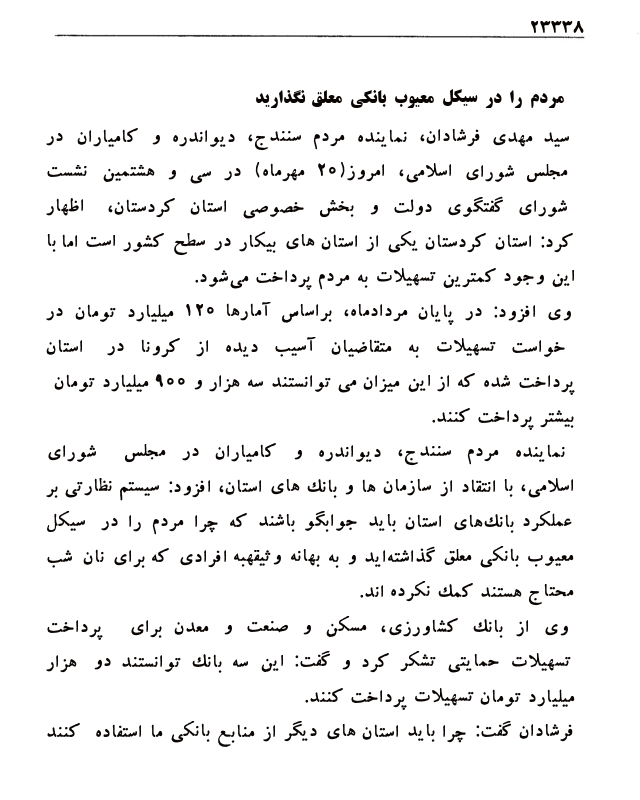 ۲۳۳۳۸
مردم را در سیکل معیوب بانکی معلق نگذارید
سید مهدی فرشادان، نماینده مردم سنندج، دیواندره و کامیاران در
مجلس شورای اسلامی، امروز(۲۰ مهرماه) در سی و هشتمین نشست
شورای گفتگوی دولت و بخش خصوصی استان کردستان، اظهار
کرد: استان کردستان یکی از استان های بیکار در سطح کشور است اما با
این وجود کمترین تسهیلات به مردم پرداخت می‌شود.
وی افزود: در پایان مردادماه، براساس آمارها ۱۲۰ میلیارد تومان در
خواست تسهیلات به متقاضیان آسیب دیده از کرونا در استان
پرداخت شده که از این میزان می توانستند سه هزار و ۹۰۰ میلیارد تومان
بیشتر پرداخت کنند.
نماینده مردم سنندج، دیواندره و کامیاران در مجلس شورای
اسلامی، با انتقاد از سازمان ها و بانك های استان، افزود: سیستم نظارتی بر
عملکرد بانك‌های استان باید جوابگو باشند که چرا مردم را در سیکل
معیوب بانکی معلق گذاشته‌اید و به بهانه وثیقهبه افرادی که برای نان شب
محتاج هستند کمك نکرده اند.
وی از بانك کشاورزی، مسکن و صنعت و معدن برای پرداخت
تسهیلات حمایتی تشکر کرد و گفت: این سه بانك توانستند دو هزار
میلیارد تومان تسهیلات پرداخت کنند.
فرشادان گفت: چرا باید استان های دیگر از منابع بانکی ما استفاده کنند